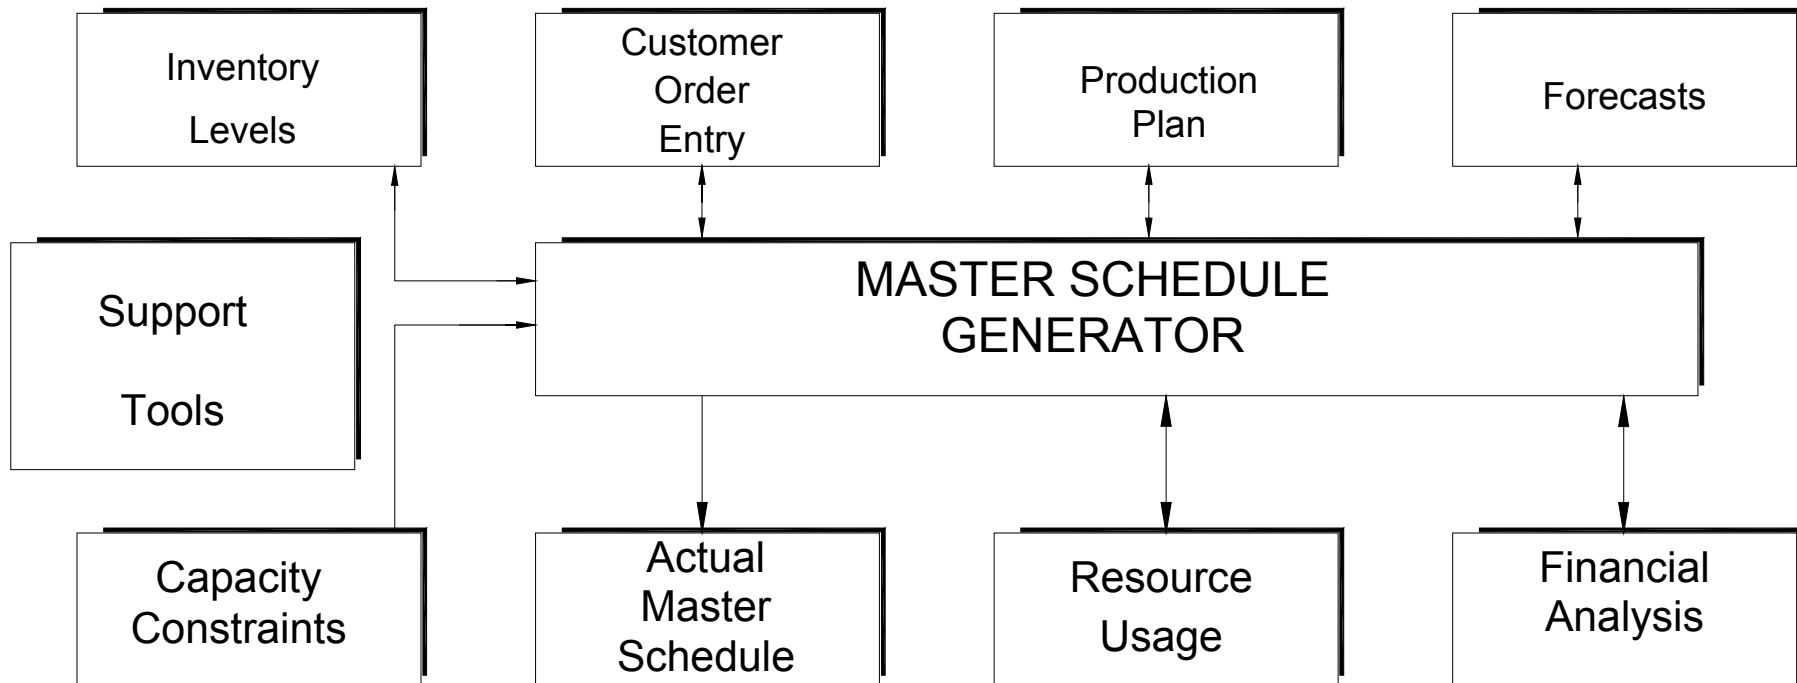 Inventory
Levels
Customer
Order
Entry
Production
Plan
Forecasts
Support
Tools
MASTER SCHEDULE
GENERATOR
Capacity
Constraints
Actual
Master
Schedule
Resource
Usage
Financial
Analysis